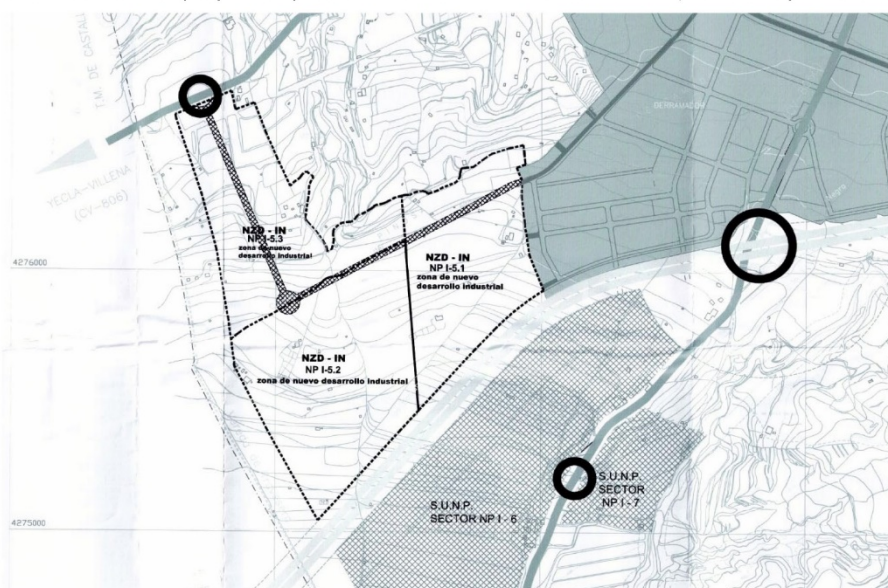 T.M. DE CASTALL
YECLA-VILLENA
(CV-806)
DERRAMADOR
NZD - IN
NP I-5.3
zona de nuevo
desarrollo industrial
4276000
NZD - IN
NP I-5.1
zona de nuevo
desarrollo industrial
NZD - IN
NP I-5.2
zona de nuevo desarrollo industrial
S.U.N.P.
SECTOR NP I - 6
S.U.N.P.
SECTOR
NP I - 7
4275000